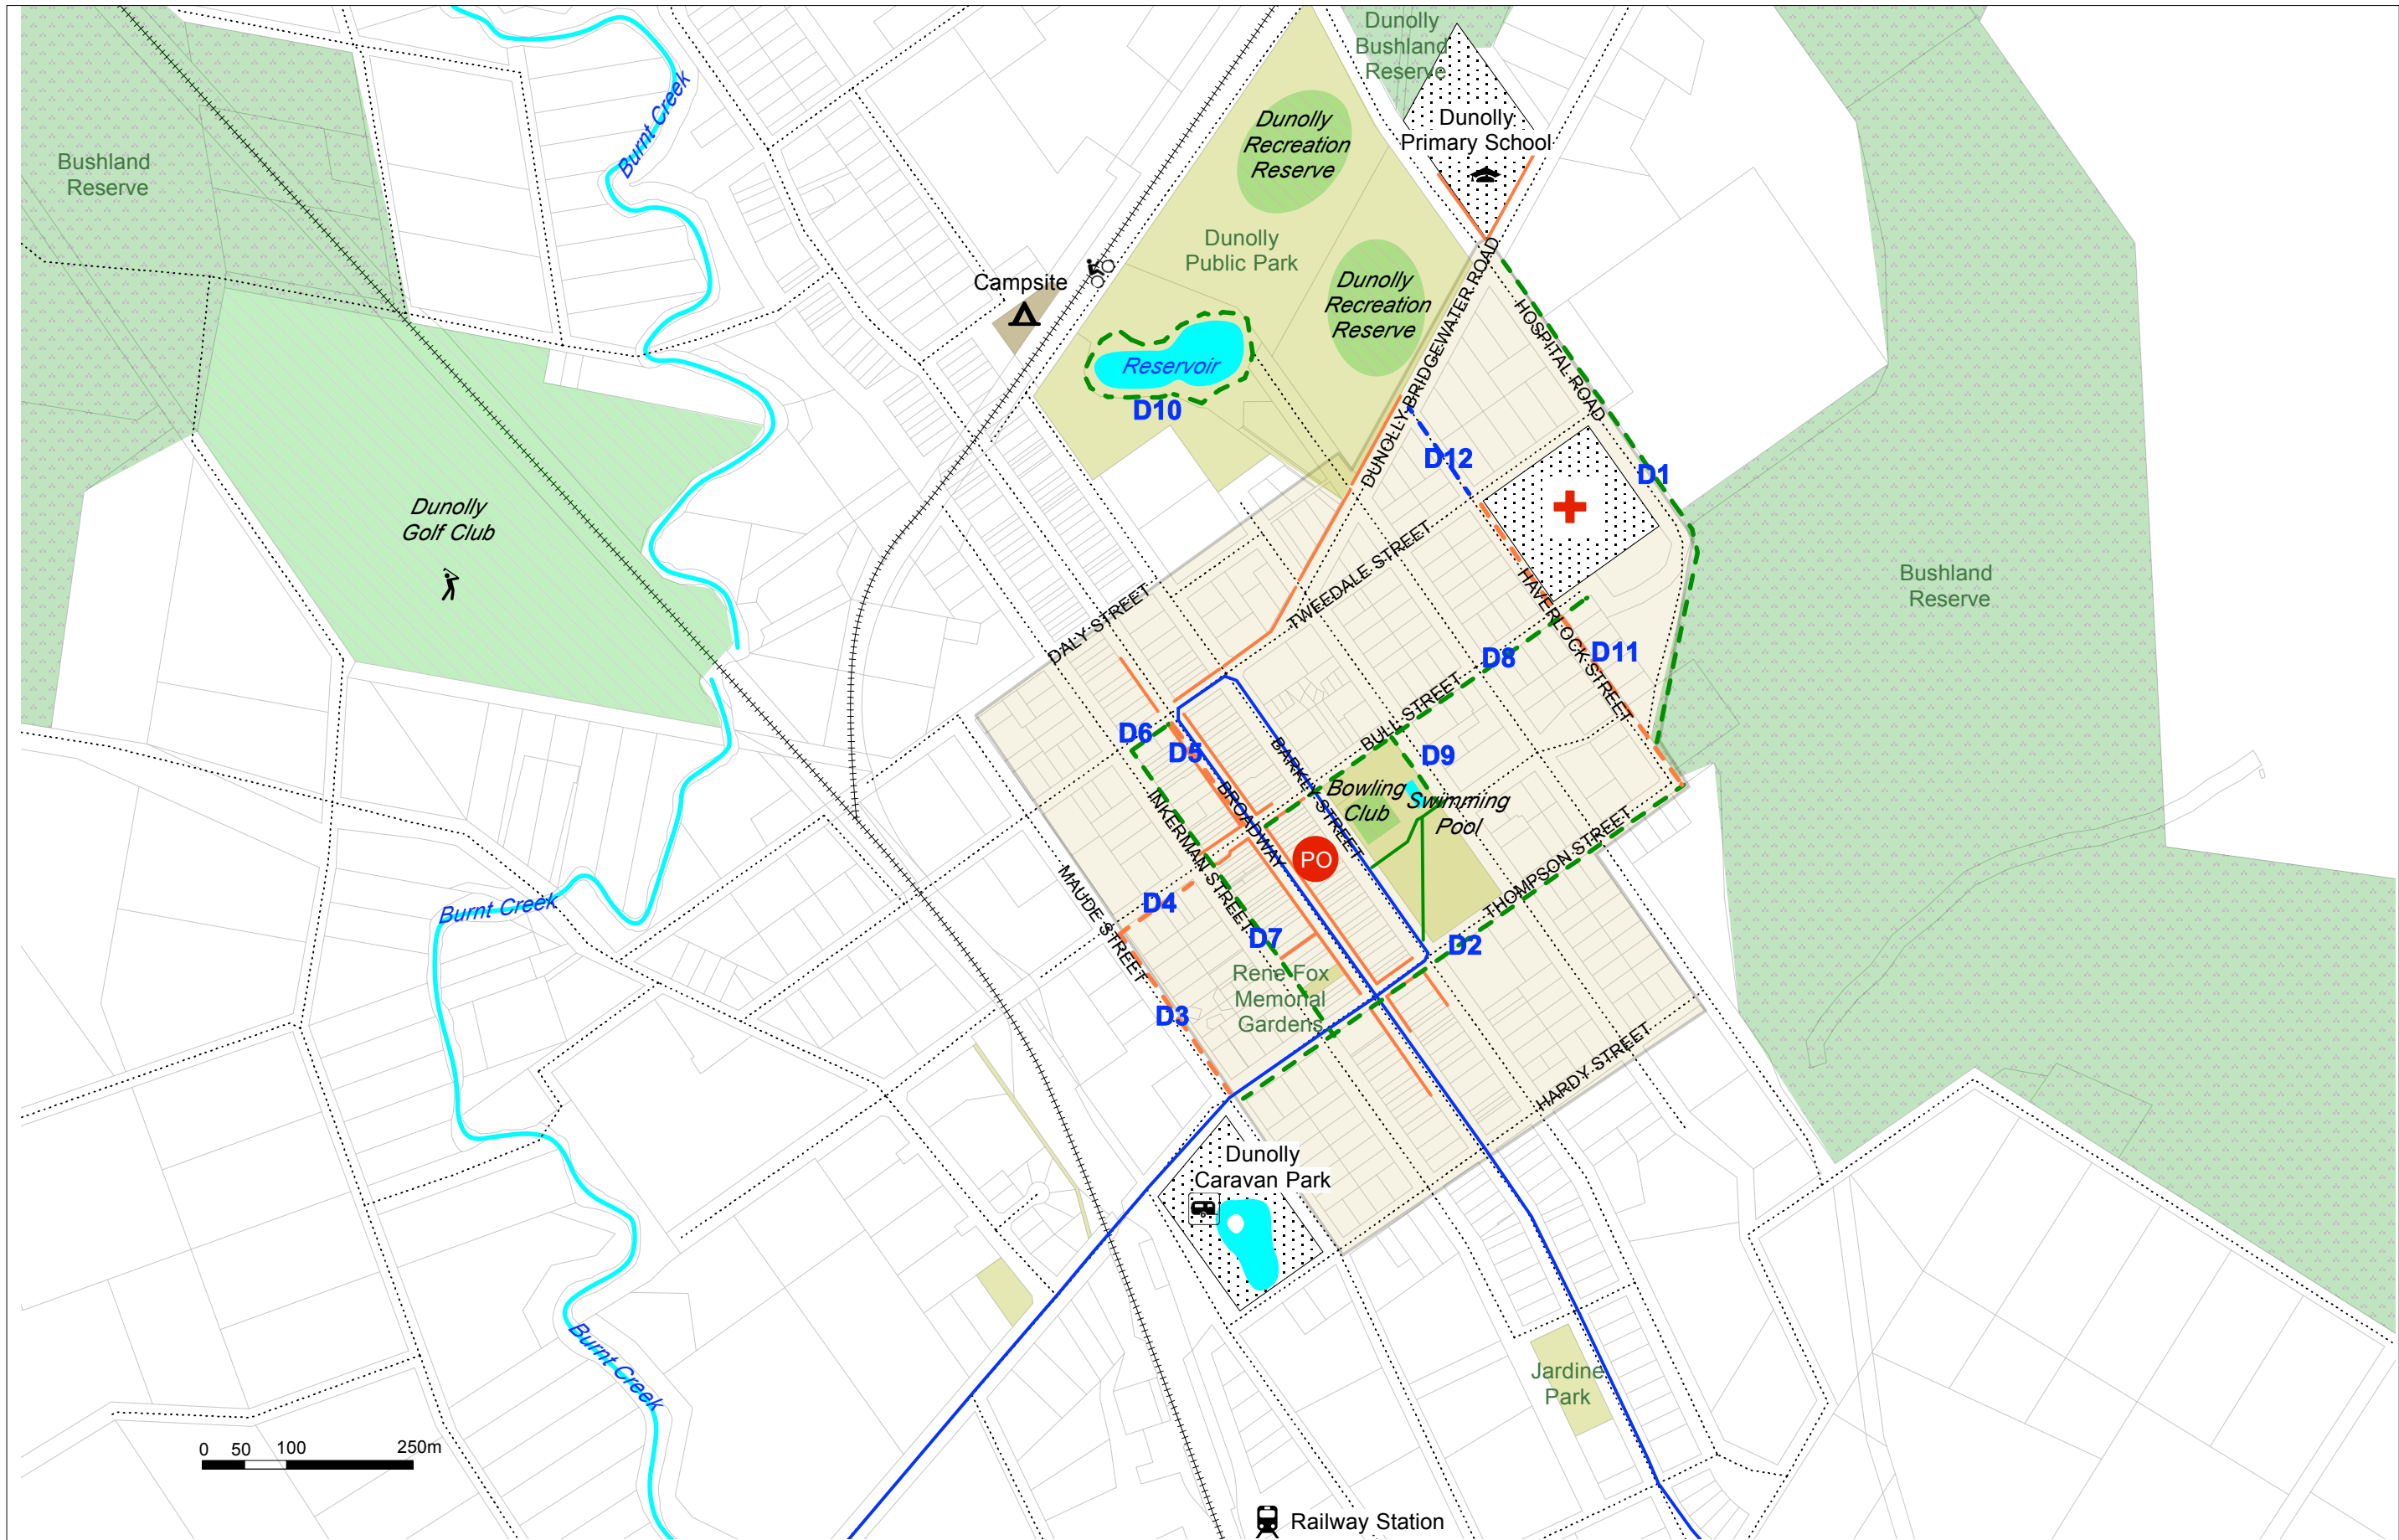 Dunolly
Bushland
Reserve
Dunolly
Primary School
Dunolly
Recreation
Reserve
Burnt Creek
Bushland
Reserve
Dunolly
Public Park
Campsite
Dunolly
Recreation
Reserve
DUNOLLY-BRIDGEWATER ROAD
HOSPITAL ROAD
Reservoir
D10
D12
D1
Dunolly
Golf Club
TWEEDALE STREET
Bushland
Reserve
DALY STREET
HAVERLOCK STREET
D11
D8
BULL STREET
D6
D5
D9
BARKLY STREET
BROADWAY
INKERMAN STREET
Bowling
Club
Swimming
Pool
PO
THOMPSON STREET
MAUDE STREET
Burnt Creek
D4
D7
D2
Rene Fox
Memorial
Gardens
D3
HARDY STREET
Dunolly
Caravan Park
Burnt Creek
Jardine
Park
0 50 100 250m
Railway Station